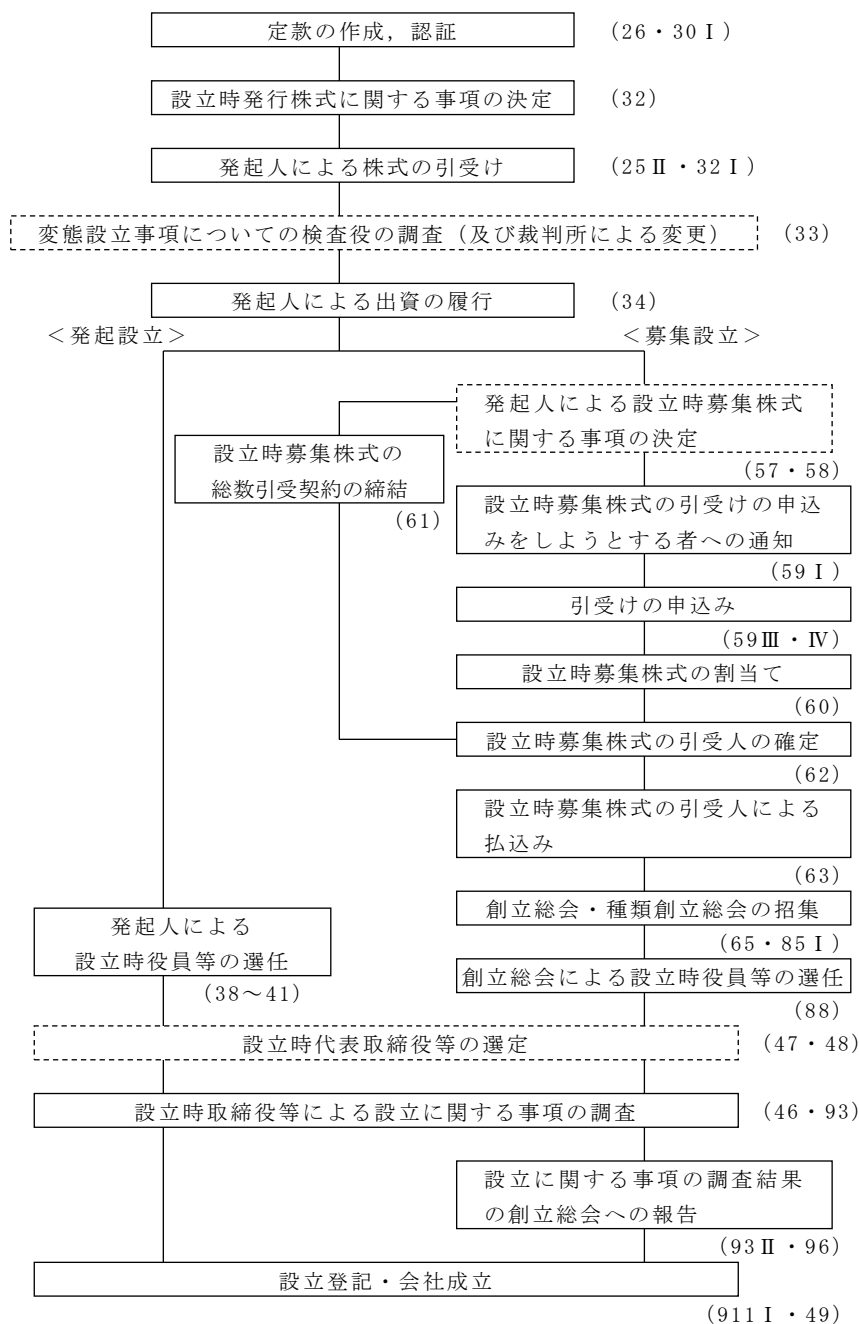 定款の作成，認証 （26・30Ⅰ）
設立時発行株式に関する事項の決定 （32）
発起人による株式の引受け （25Ⅱ・32Ⅰ）
変態設立事項についての検査役の調査（及び裁判所による変更） （33）
発起人による出資の履行 （34）
＜発起設立＞ ＜募集設立＞
発起人による設立時募集株式
に関する事項の決定
（57・58）
設立時募集株式の
総数引受契約の締結
（61）
設立時募集株式の引受けの申込
みをしようとする者への通知
（59Ⅰ）
引受けの申込み
（59Ⅲ・Ⅳ）
設立時募集株式の割当て
（60）
設立時募集株式の引受人の確定
（62）
設立時募集株式の引受人による
払込み
（63）
創立総会・種類創立総会の招集
（65・85Ⅰ）
発起人による
設立時役員等の選任
（38～41）
創立総会による設立時役員等の選任
（88）
設立時代表取締役等の選定 （47・48）
設立時取締役等による設立に関する事項の調査 （46・93）
設立に関する事項の調査結果
の創立総会への報告
（93Ⅱ・96）
設立登記・会社成立
（911Ⅰ・49）